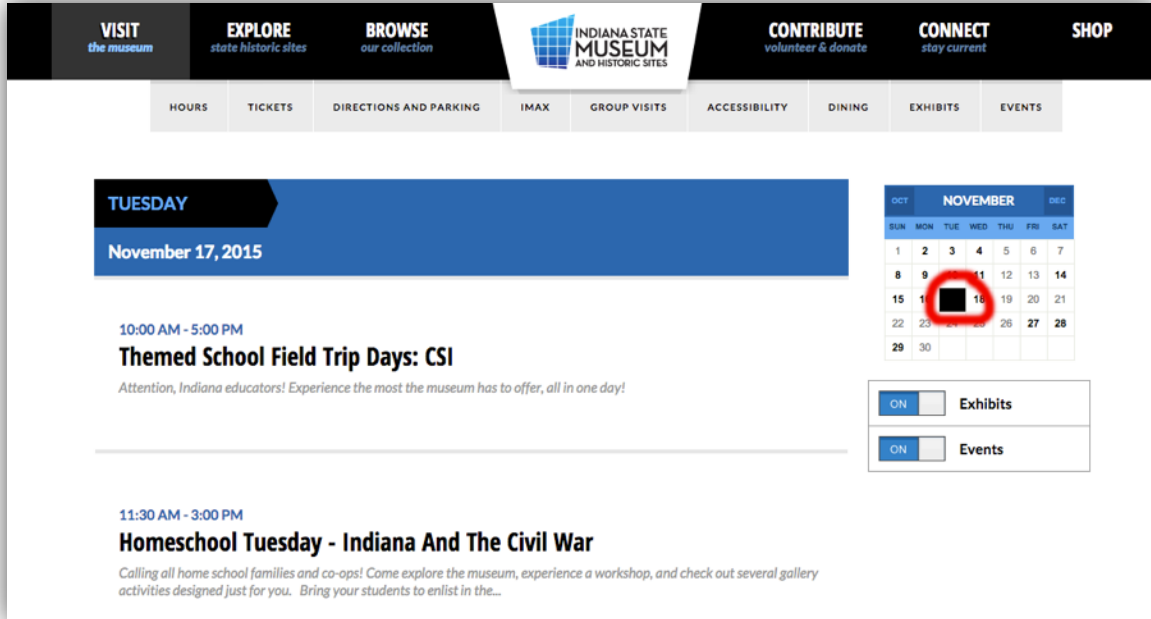 VISIT
the museum
EXPLORE
state historic sites
BROWSE
our collection
INDIANA STATE
MUSEUM
AND HISTORIC SITES
CONTRIBUTE
volunteer & donate
CONNECT
stay current
SHOP
HOURS TICKETS DIRECTIONS AND PARKING IMAX GROUP VISITS ACCESSIBILITY DINING EXHIBITS EVENTS
TUESDAY
November 17, 2015
10:00 AM - 5:00 PM
Themed School Field Trip Days: CSI
Attention, Indiana educators! Experience the most the museum has to offer, all in one day!
11:30 AM - 3:00 PM
Homeschool Tuesday - Indiana And The Civil War
Calling all home school families and co-ops! Come explore the museum, experience a workshop, and check out several gallery
activities designed just for you. Bring your students to enlist in the...
OCT NOVEMBER DEC
SUN MON TUE WED THU FRI SAT
1 2 3 4 5 6 7
8 9 11 12 13 14
15 18 19 20 21
22 23 26 27 28
29 30
ON Exhibits
ON Events